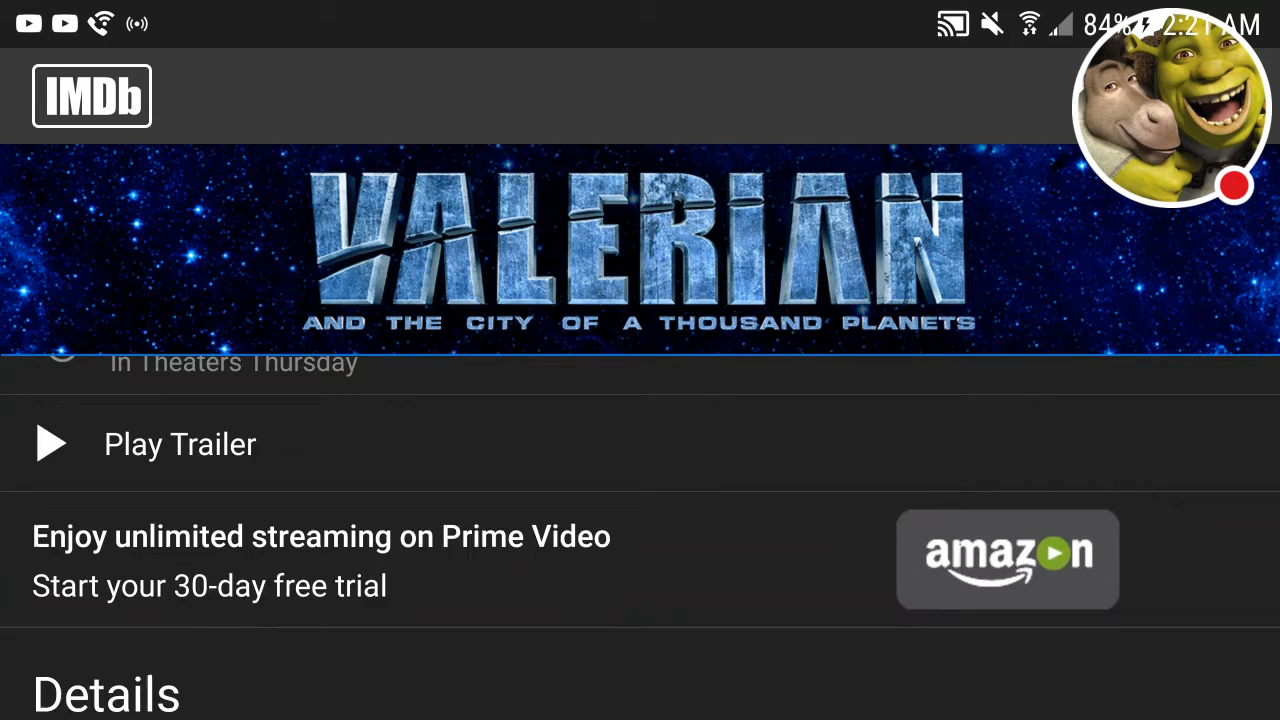 84% 2:21 AM
IMDb
VALERIAN
AND THE CITY OF A THOUSAND PLANETS
In Theaters Thursday
Play Trailer
Enjoy unlimited streaming on Prime Video
Start your 30-day free trial
amazon
Details